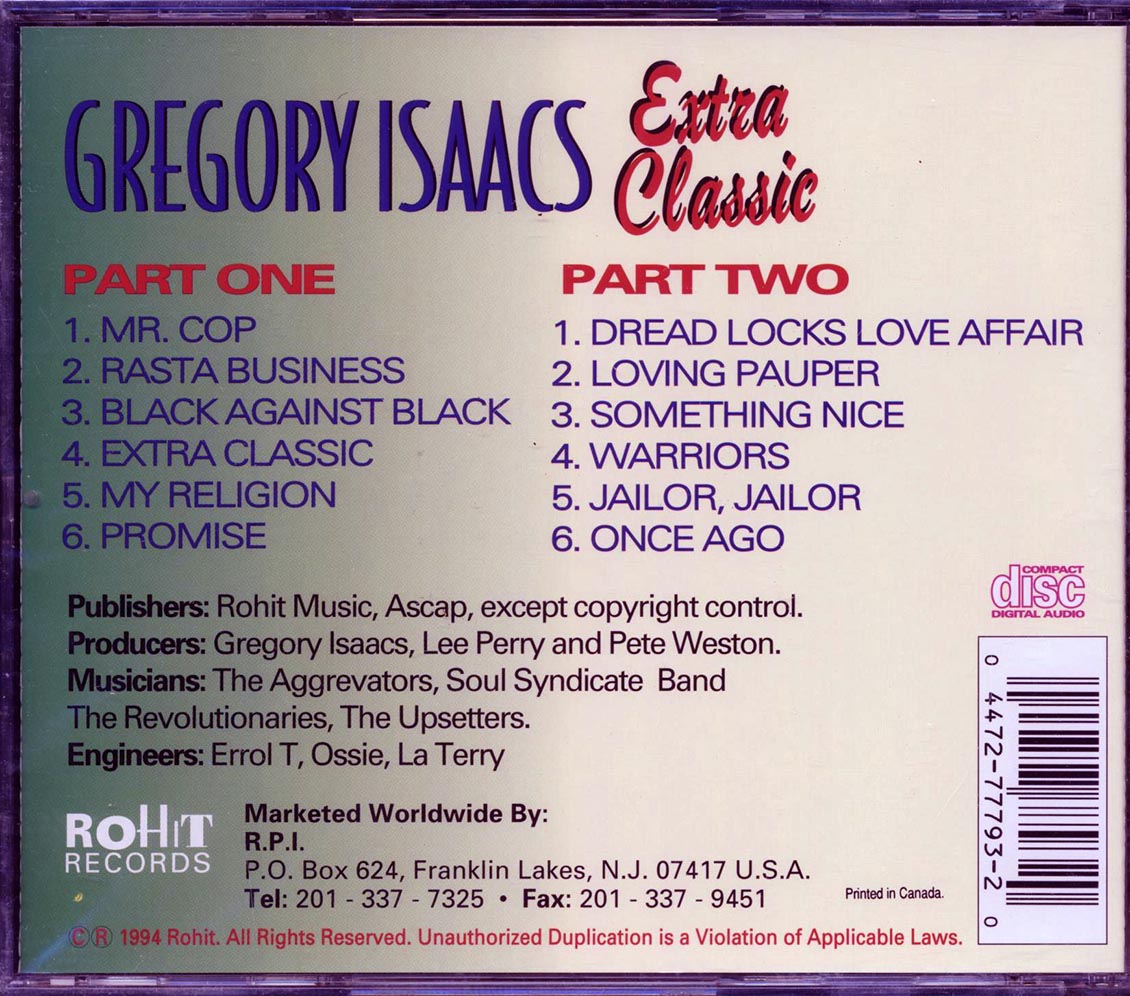 GREGORY ISAACS
Extra
Classic
PART ONE
1. MR. COP
2. RASTA BUSINESS
3. BLACK AGAINST BLACK
4. EXTRA CLASSIC
5. MY RELIGION
6. PROMISE
PART TWO
1. DREAD LOCKS LOVE AFFAIR
2. LOVING PAUPER
3. SOMETHING NICE
4. WARRIORS
5. JAILOR, JAILOR
6. ONCE AGO
COMPACT
disc
DIGITAL AUDIO
Publishers: Rohit Music, Ascap, except copyright control.
Producers: Gregory Isaacs, Lee Perry and Pete Weston.
Musicians: The Aggrevators, Soul Syndicate Band
The Revolutionaries, The Upsetters.
Engineers: Errol T, Ossie, La Terry
0 4472-77793-2 0
ROHIT
RECORDS
Marketed Worldwide By:
R.P.I.
P.O. Box 624, Franklin Lakes, N.J. 07417 U.S.A.
Tel: 201 - 337 - 7325 • Fax: 201 - 337 - 9451
Printed in Canada.
©® 1994 Rohit. All Rights Reserved. Unauthorized Duplication is a Violation of Applicable Laws.